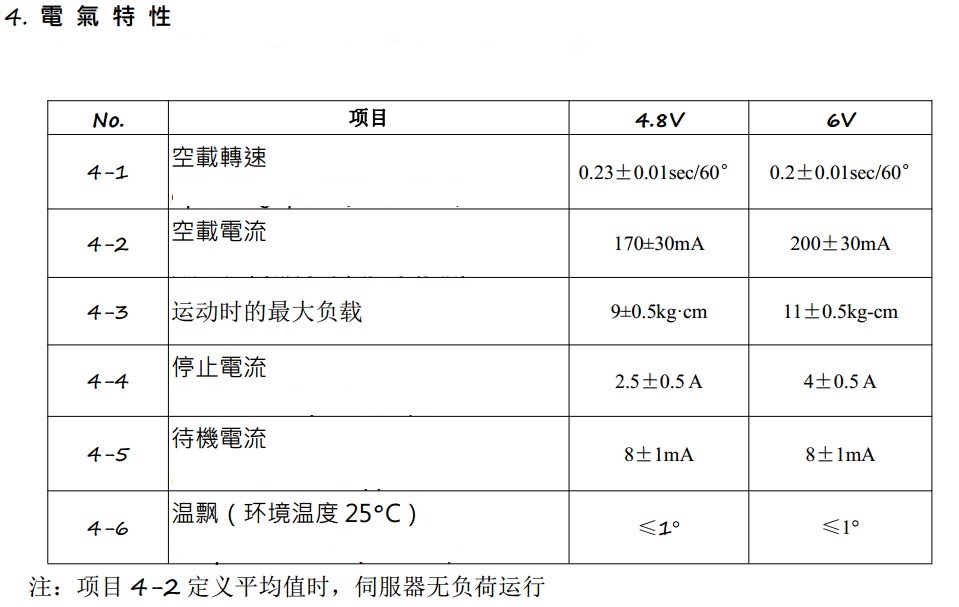 4. 電氣特性
No. 项目 4.8V 6V
4-1 空載轉速 0.23±0.01sec/60° 0.2±0.01sec/60°
4-2 空載電流 170±30mA 200±30mA
4-3 运动时的最大负载 9±0.5kg·cm 11±0.5kg-cm
4-4 停止電流 2.5±0.5 A 4±0.5 A
4-5 待機電流 8±1mA 8±1mA
4-6 温飘（环境温度 25°C） ≤1° ≤1°
注：项目 4-2 定义平均值时，伺服器无负荷运行